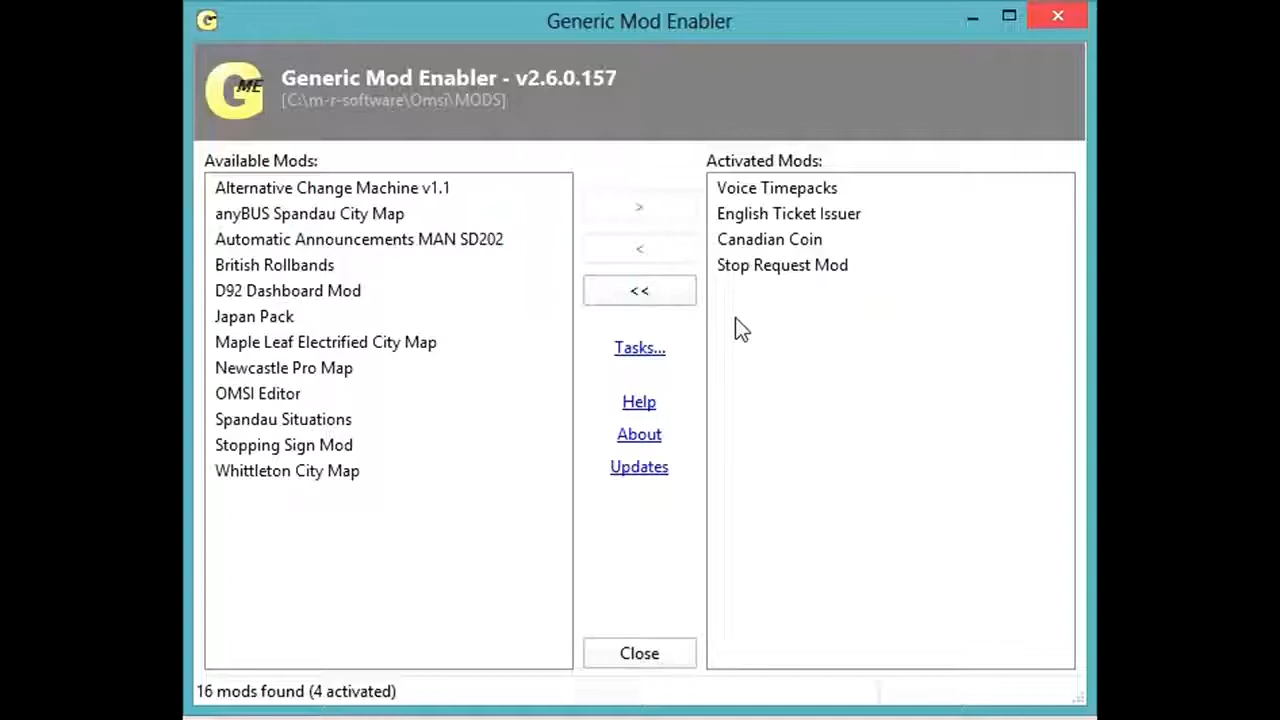 Generic Mod Enabler
GME
Generic Mod Enabler - v2.6.0.157
[C:\m-r-software\Omsi\MODS]
Available Mods:
Alternative Change Machine v1.1
anyBUS Spandau City Map
Automatic Announcements MAN SD202
British Rollbands
D92 Dashboard Mod
Japan Pack
Maple Leaf Electrified City Map
Newcastle Pro Map
OMSI Editor
Spandau Situations
Stopping Sign Mod
Whittleton City Map
>
<
<<
Tasks...
Help
About
Updates
Close
Activated Mods:
Voice Timepacks
English Ticket Issuer
Canadian Coin
Stop Request Mod
16 mods found (4 activated)